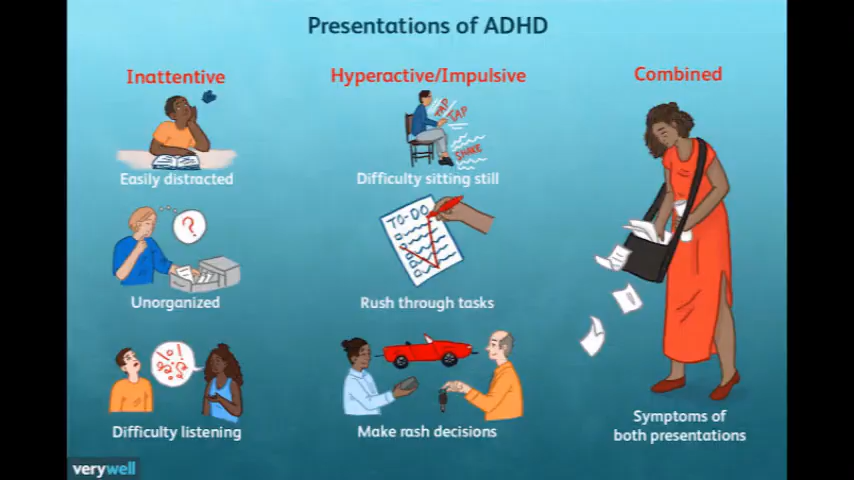 Presentations of ADHD
Inattentive
Easily distracted
?
Unorganized
Difficulty listening
Hyperactive/Impulsive
TAP
TAP
SHAKE
Difficulty sitting still
TO-DO
Rush through tasks
Make rash decisions
Combined
Symptoms of
both presentations
verywell